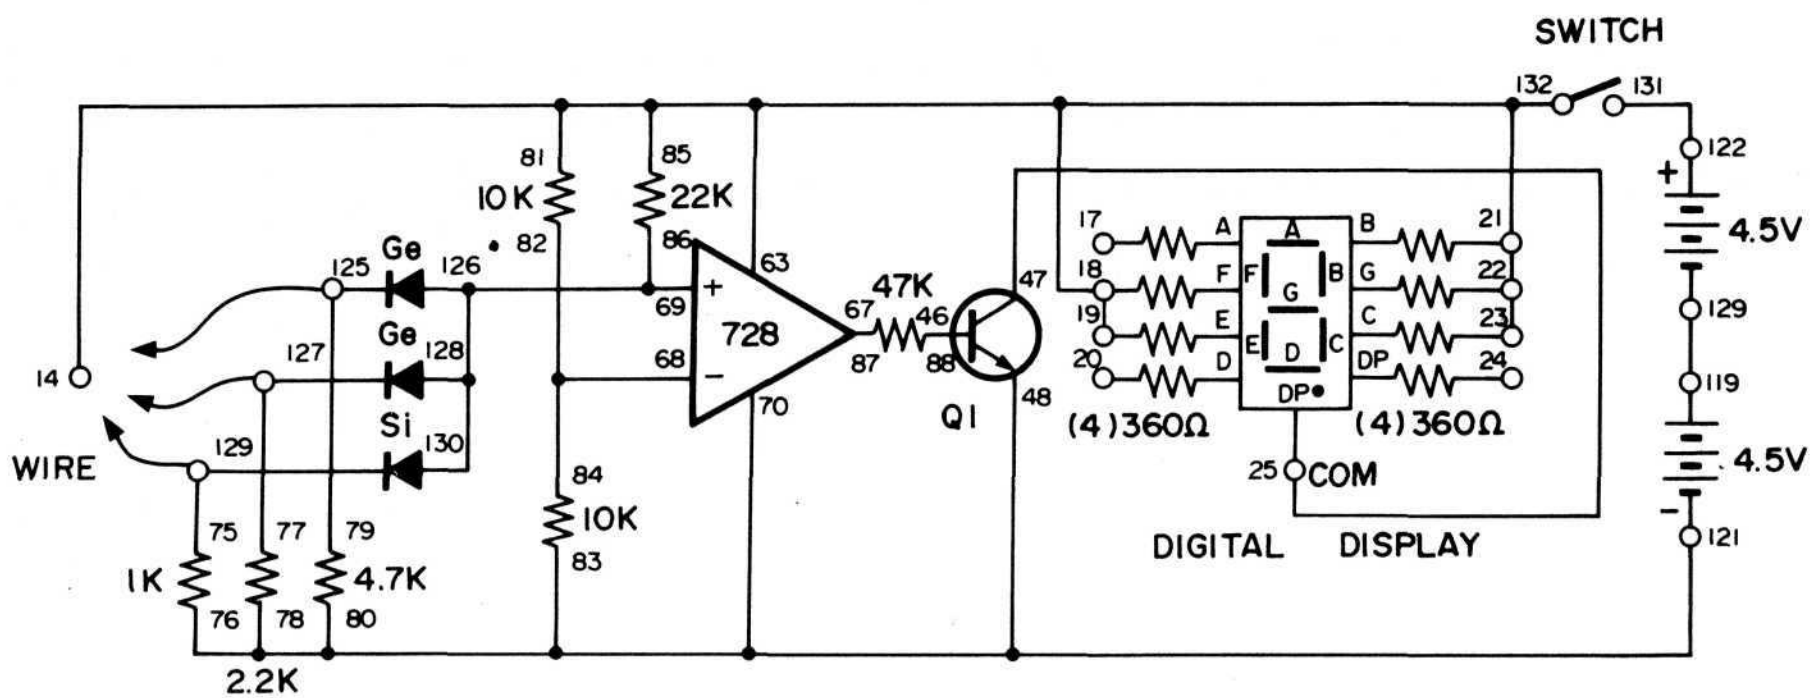 SWITCH
132 131
122
+
4.5V
129
119
4.5V
-
121
81 85
10K 22K
82 86
Ge
125 126
63
69 +
728
67 47K 46
87 88
68 -
70
Ge
127 128
Si
129 130
14
WIRE
47
48
Q1
17 A A B 21
18 F F B G 22
G
19 E E C C 23
20 D D DP 24
DP
(4)360Ω (4)360Ω
25 COM
DIGITAL DISPLAY
84
10K
83
75 77 79
1K 4.7K
76 78 80
2.2K